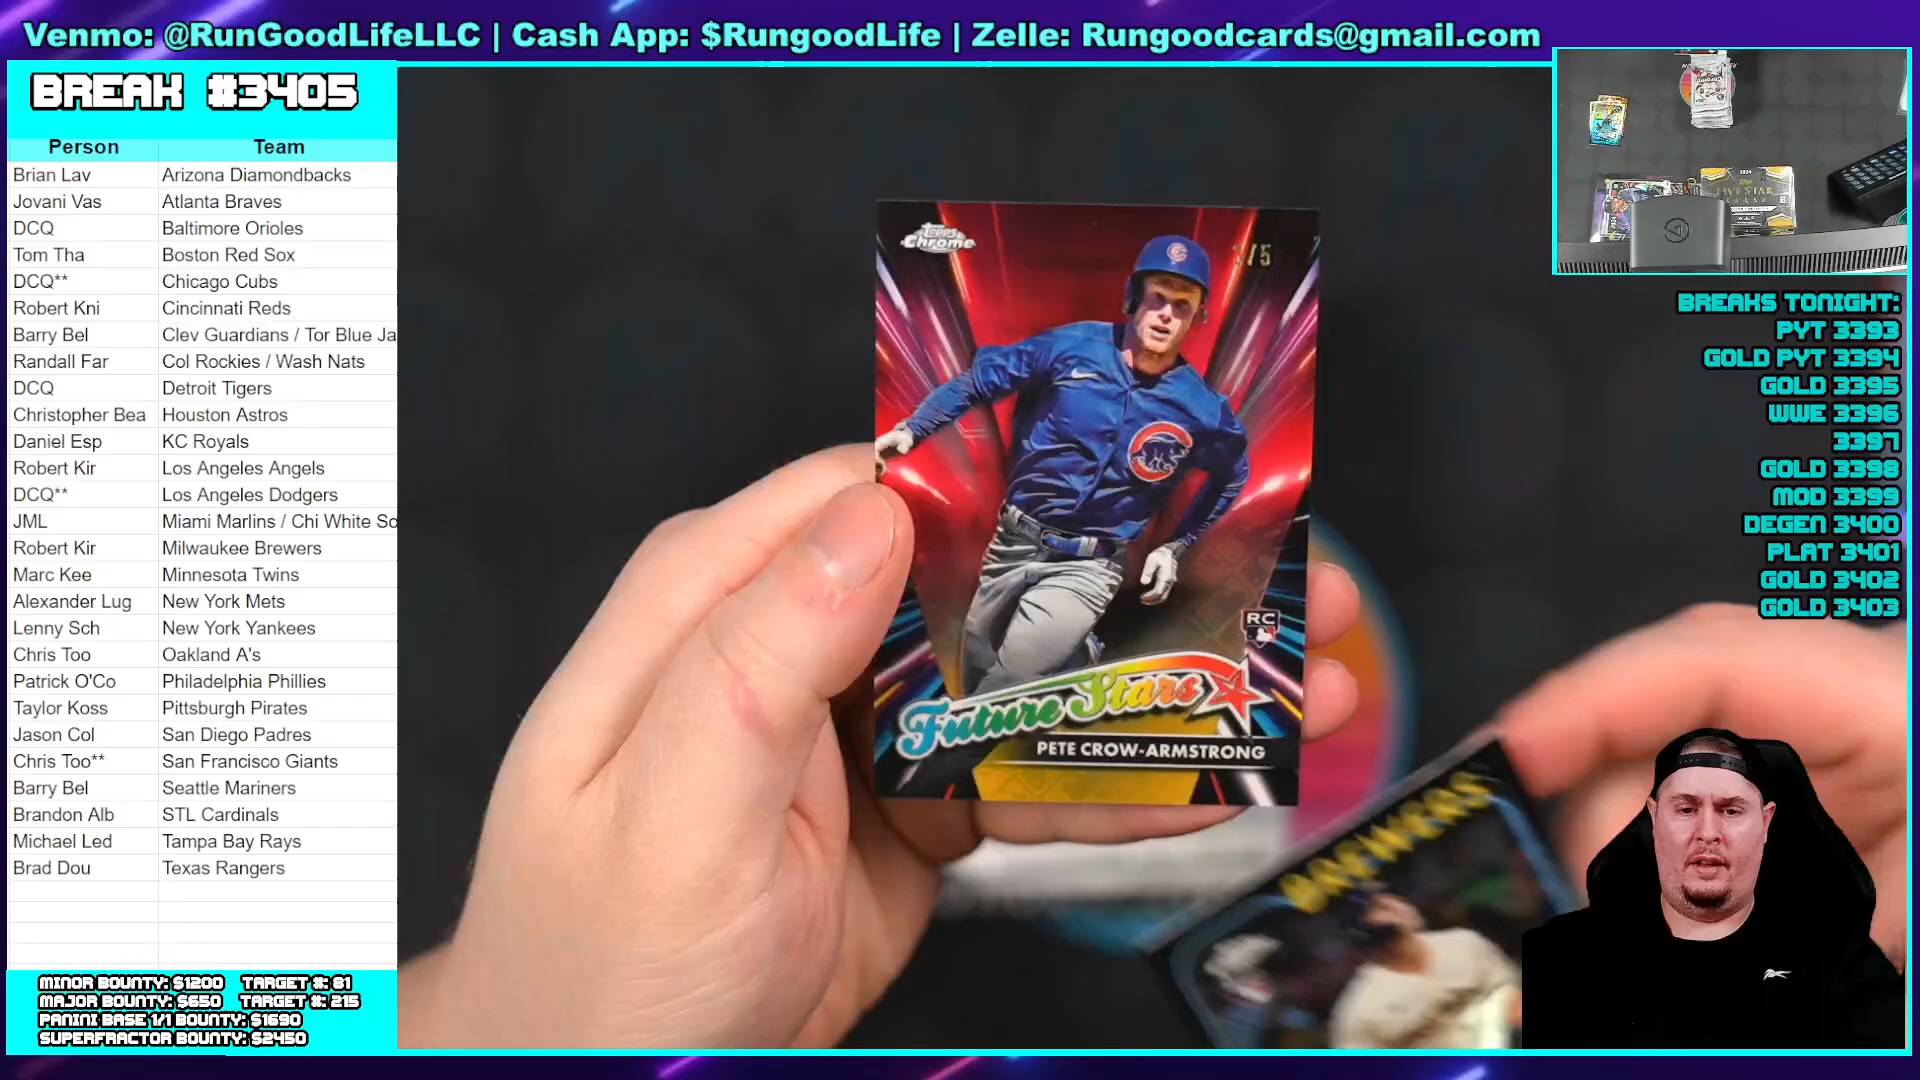 Venmo: @RunGoodLifeLLC | Cash App: $RungoodLife | Zelle: Rungoodcards@gmail.com
BREAK #3405
Person Team
Brian Lav Arizona Diamondbacks
Jovani Vas Atlanta Braves
DCQ Baltimore Orioles
Tom Tha Boston Red Sox
DCQ** Chicago Cubs
Robert Kni Cincinnati Reds
Barry Bel Clev Guardians / Tor Blue Ja
Randall Far Col Rockies / Wash Nats
DCQ Detroit Tigers
Christopher Bea Houston Astros
Daniel Esp KC Royals
Robert Kir Los Angeles Angels
DCQ** Los Angeles Dodgers
JML Miami Marlins / Chi White So
Robert Kir Milwaukee Brewers
Marc Kee Minnesota Twins
Alexander Lug New York Mets
Lenny Sch New York Yankees
Chris Too Oakland A's
Patrick O'Co Philadelphia Phillies
Taylor Koss Pittsburgh Pirates
Jason Col San Diego Padres
Chris Too** San Francisco Giants
Barry Bel Seattle Mariners
Brandon Alb STL Cardinals
Michael Led Tampa Bay Rays
Brad Dou Texas Rangers
MINOR BOUNTY: $1200 TARGET #: 81
MAJOR BOUNTY: $650 TARGET #: 215
PANINI BASE 1/1 BOUNTY: $1690
SUPERFRACTOR BOUNTY: $2450
Topps
Chrome
/5
RC
Future Stars
PETE CROW-ARMSTRONG
BREWERS
2024
FIVE STAR
BREAKS TONIGHT:
PYT 3393
GOLD PYT 3394
GOLD 3395
WWE 3396
3397
GOLD 3398
MOD 3399
DEGEN 3400
PLAT 3401
GOLD 3402
GOLD 3403